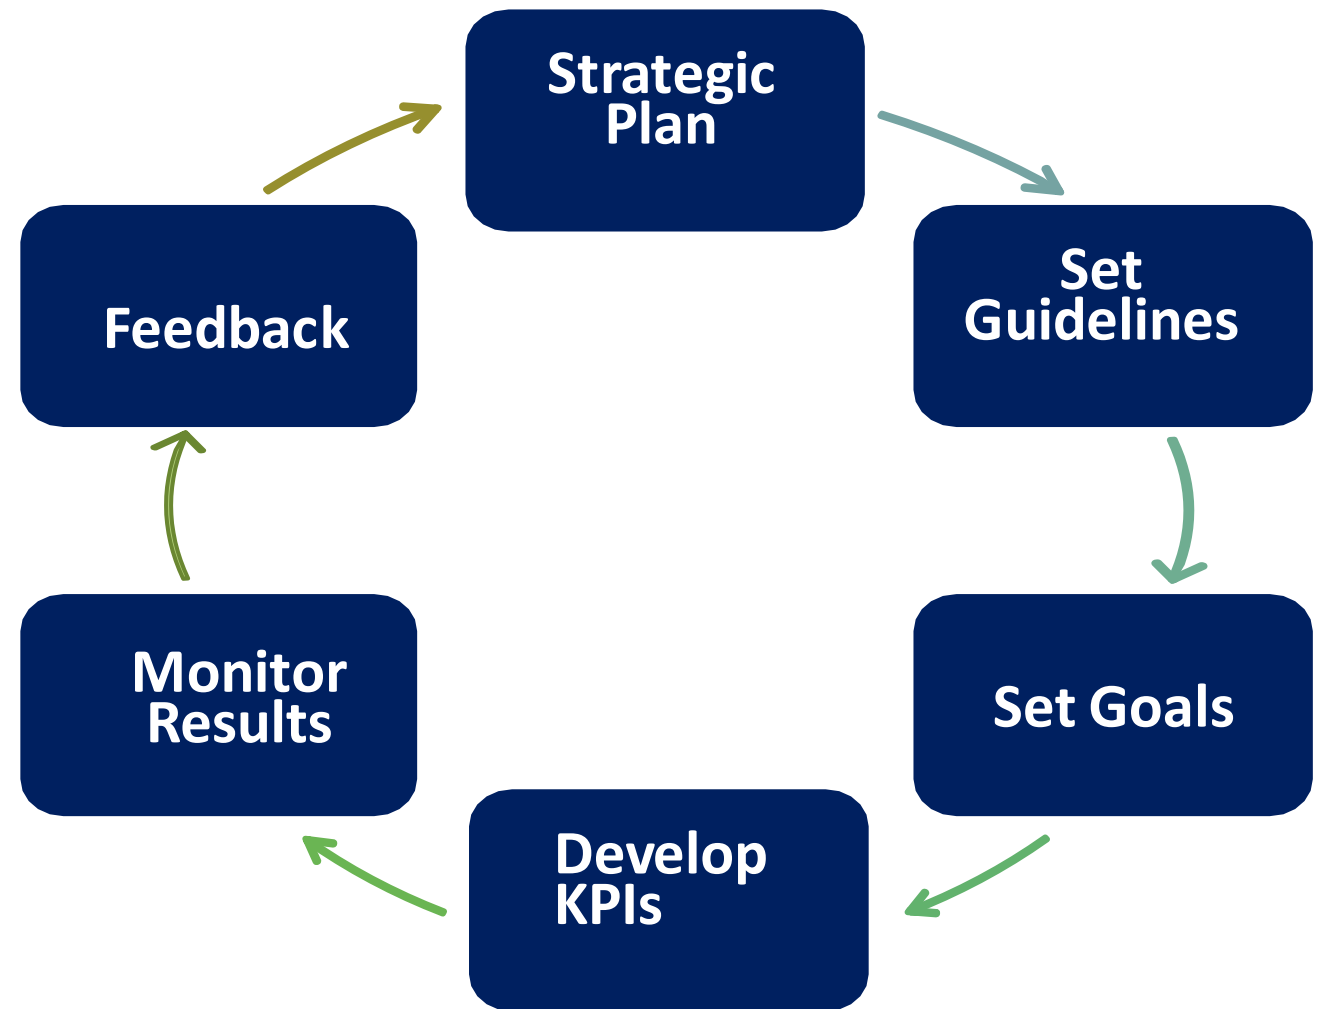 Strategic
Plan
Set
Guidelines
Set Goals
Develop
KPIs
Monitor
Results
Feedback